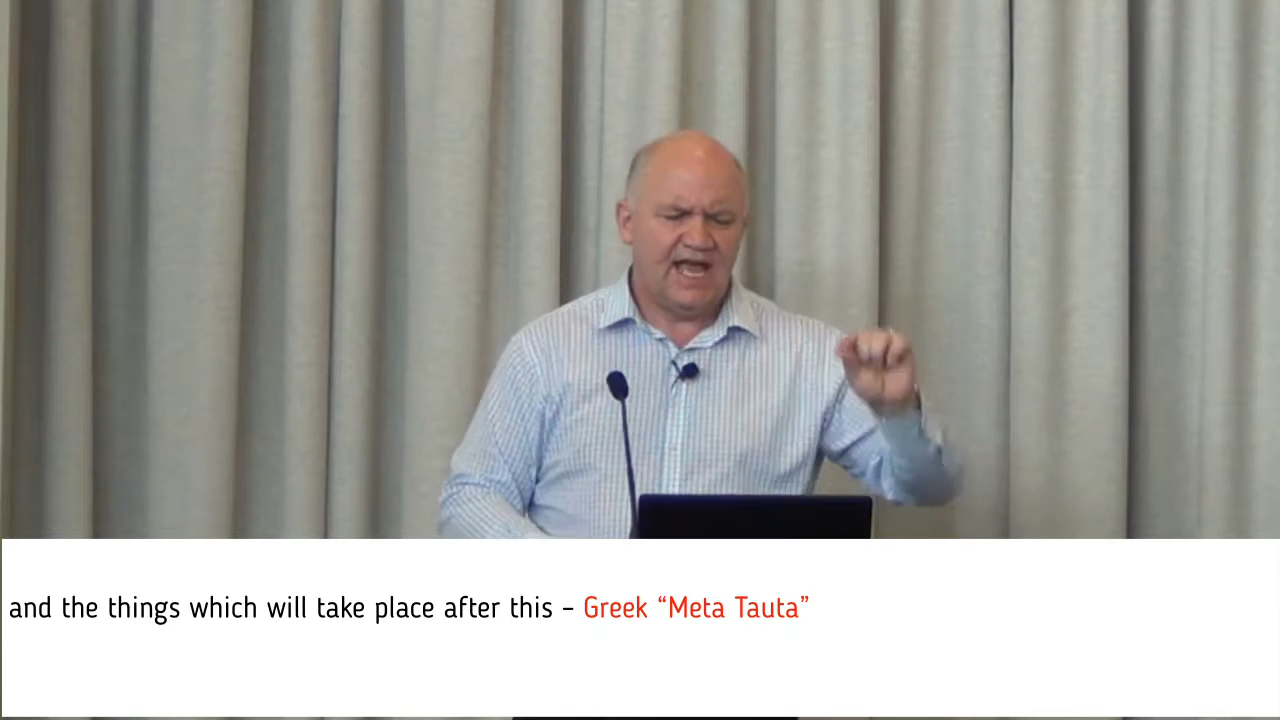 and the things which will take place after this – Greek “Meta Tauta”